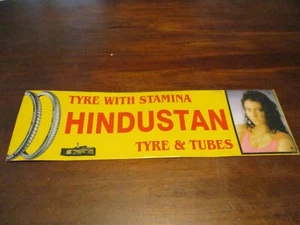 TYRE WITH STAMINA
HINDUSTAN
TYRE & TUBES